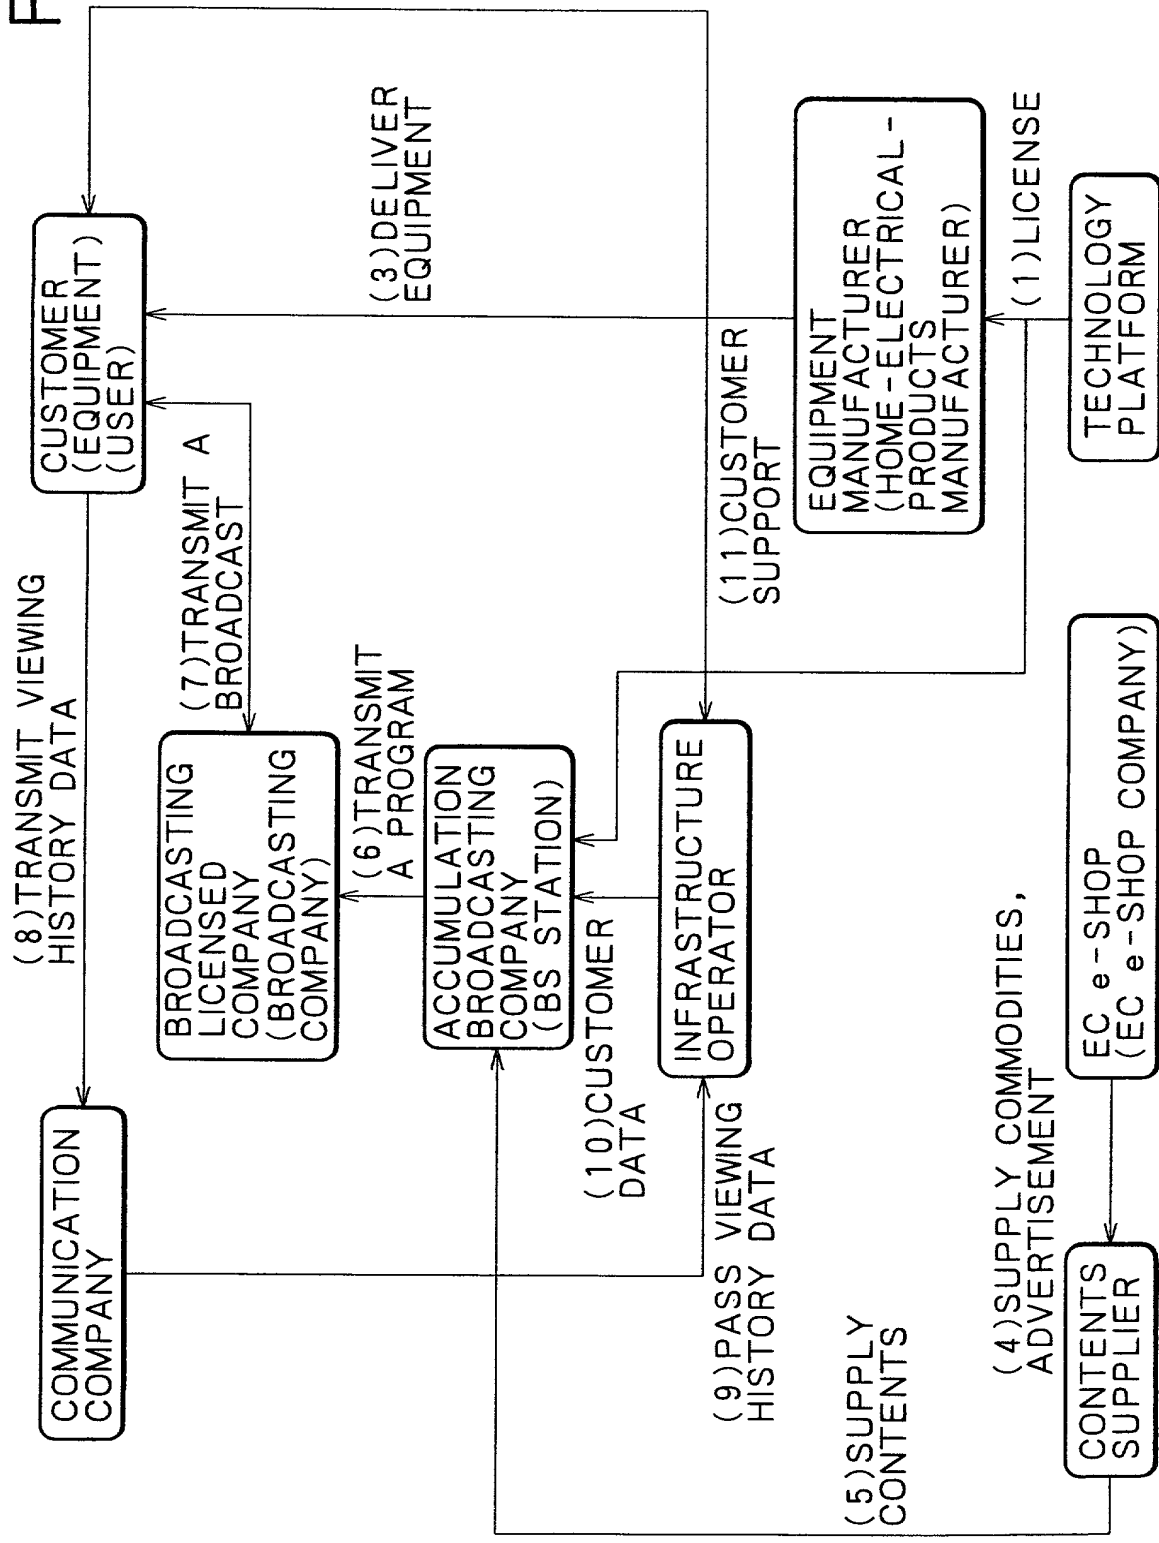 (8)TRANSMIT VIEWING
HISTORY DATA
COMMUNICATION
COMPANY
CUSTOMER
(EQUIPMENT)
(USER)
BROADCASTING
LICENSED
COMPANY
(BROADCASTING
COMPANY)
(7)TRANSMIT A
BROADCAST
(6)TRANSMIT
A PROGRAM
(3)DELIVER
EQUIPMENT
ACCUMULATION
BROADCASTING
COMPANY
(BS STATION)
(10)CUSTOMER
DATA
INFRASTRUCTURE
OPERATOR
(9)PASS VIEWING
HISTORY DATA
(11)CUSTOMER
SUPPORT
(5)SUPPLY
CONTENTS
EQUIPMENT
MANUFACTURER
(HOME-ELECTRICAL-
PRODUCTS
MANUFACTURER)
(4)SUPPLY COMMODITIES,
ADVERTISEMENT
(1)LICENSE
CONTENTS
SUPPLIER
EC e-SHOP
(EC e-SHOP COMPANY)
TECHNOLOGY
PLATFORM